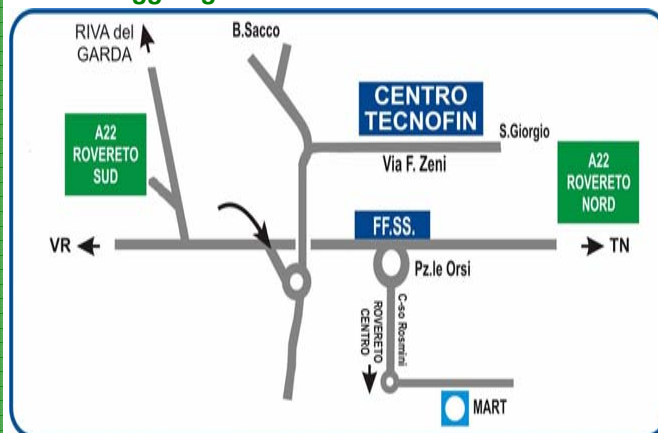 RIVA del
GARDA
B.Sacco
CENTRO
TECNOFIN
S.Giorgio
A22
ROVERETO
SUD
Via F. Zeni
A22
ROVERETO
NORD
FF.SS.
VR
TN
Pz.le Orsi
C-so Rosmini
ROVERETO
CENTRO
MART